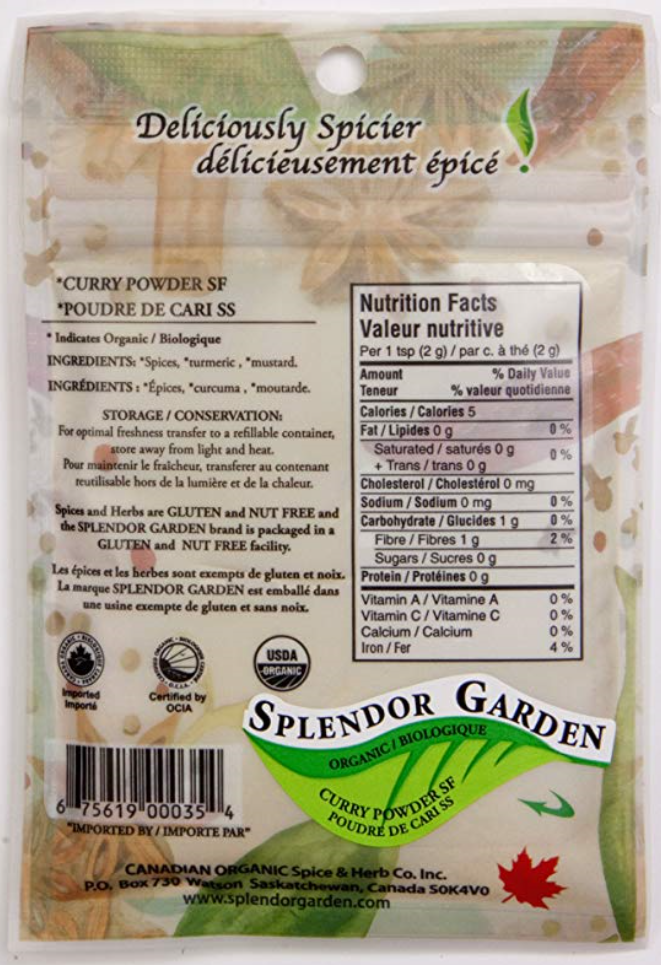 Deliciously Spicier
délicieusement épicé
*CURRY POWDER SF
*POUDRE DE CARI SS
* Indicates Organic / Biologique
INGREDIENTS: *Spices, *turmeric , *mustard.
INGRÉDIENTS : *Épices, *curcuma , *moutarde.
STORAGE / CONSERVATION:
For optimal freshness transfer to a refillable container,
store away from light and heat.
Pour maintenir le fraîcheur, transferer au contenant
reutilisable hors de la lumière et de la chaleur.
Spices and Herbs are GLUTEN and NUT FREE and
the SPLENDOR GARDEN brand is packaged in a
GLUTEN and NUT FREE facility.
Les épices et les herbes sont exempts de gluten et noix.
La marque SPLENDOR GARDEN est emballé dans
une usine exempte de gluten et sans noix.
Imported
Importé
Certified by
OCIA
USDA
ORGANIC
Nutrition Facts
Valeur nutritive
Per 1 tsp (2 g) / par c. à thé (2 g)
Amount % Daily Value
Teneur % valeur quotidienne
Calories / Calories 5
Fat / Lipides 0 g 0 %
Saturated / saturés 0 g 0 %
+ Trans / trans 0 g
Cholesterol / Cholestérol 0 mg
Sodium / Sodium 0 mg 0 %
Carbohydrate / Glucides 1 g 0 %
Fibre / Fibres 1 g 2 %
Sugars / Sucres 0 g
Protein / Protéines 0 g
Vitamin A / Vitamine A 0 %
Vitamin C / Vitamine C 0 %
Calcium / Calcium 0 %
Iron / Fer 4 %
SPLENDOR GARDEN
ORGANIC / BIOLOGIQUE
CURRY POWDER SF
POUDRE DE CARI SS
6 75619 00035 4
"IMPORTED BY / IMPORTE PAR"
CANADIAN ORGANIC Spice & Herb Co. Inc.
P.O. Box 730 Watson Saskatchewan, Canada S0K4V0
www.splendorgarden.com